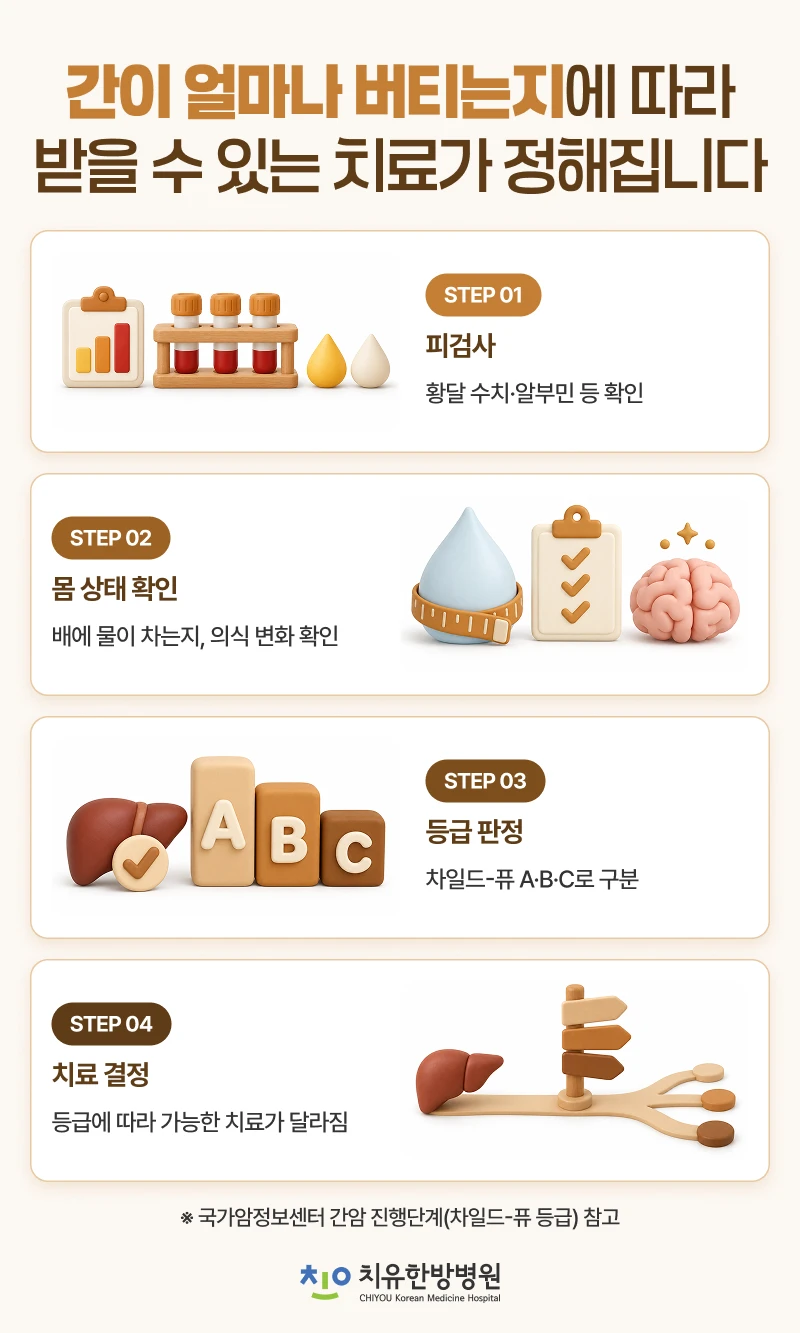 간이 얼마나 버티는지에 따라
받을 수 있는 치료가 정해집니다
STEP 01
피검사
황달 수치·알부민 등 확인
STEP 02
몸 상태 확인
배에 물이 차는지, 의식 변화 확인
A
B
C
STEP 03
등급 판정
차일드-퓨 A·B·C로 구분
STEP 04
치료 결정
등급에 따라 가능한 치료가 달라짐
※ 국가암정보센터 간암 진행단계(차일드-퓨 등급) 참고
치유 치유한방병원
CHIYOU Korean Medicine Hospital